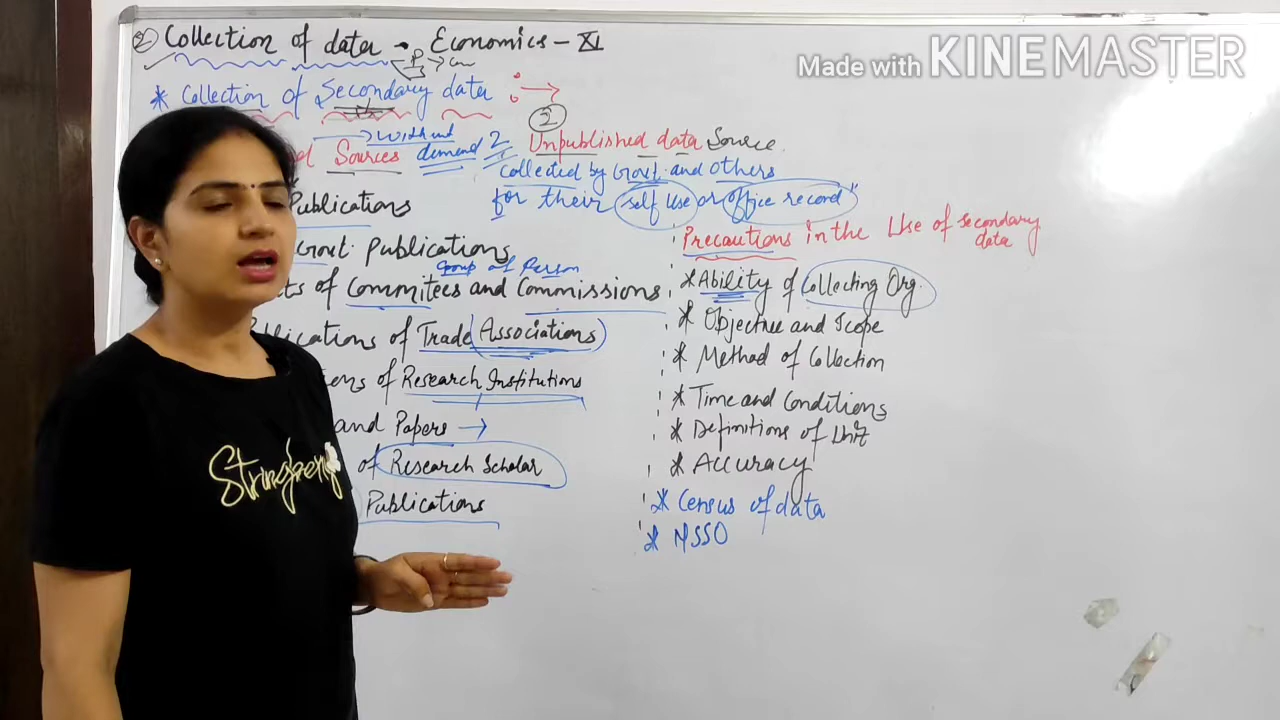 ② Collection of data → Economics - XI
P →
* Collection of Secondary data : →
② 
→ without
Sources demand 2 Unpublished data Source
collected by Govt. and others
for their self use or office record"
Publications
Govt. Publications
Group of Person
of Commitees and Commissions
of Trade Associations
of Research Institutions
and Papers →
of Research Scholar
Publications
Precautions in the Use of Secondary data
* Ability of Collecting Org.
* Objective and Scope
* Method of Collection
* Time and Conditions
* Definitions of Unit
* Accuracy
* Census of data
* NSSO
Strong
Made with KINEMASTER